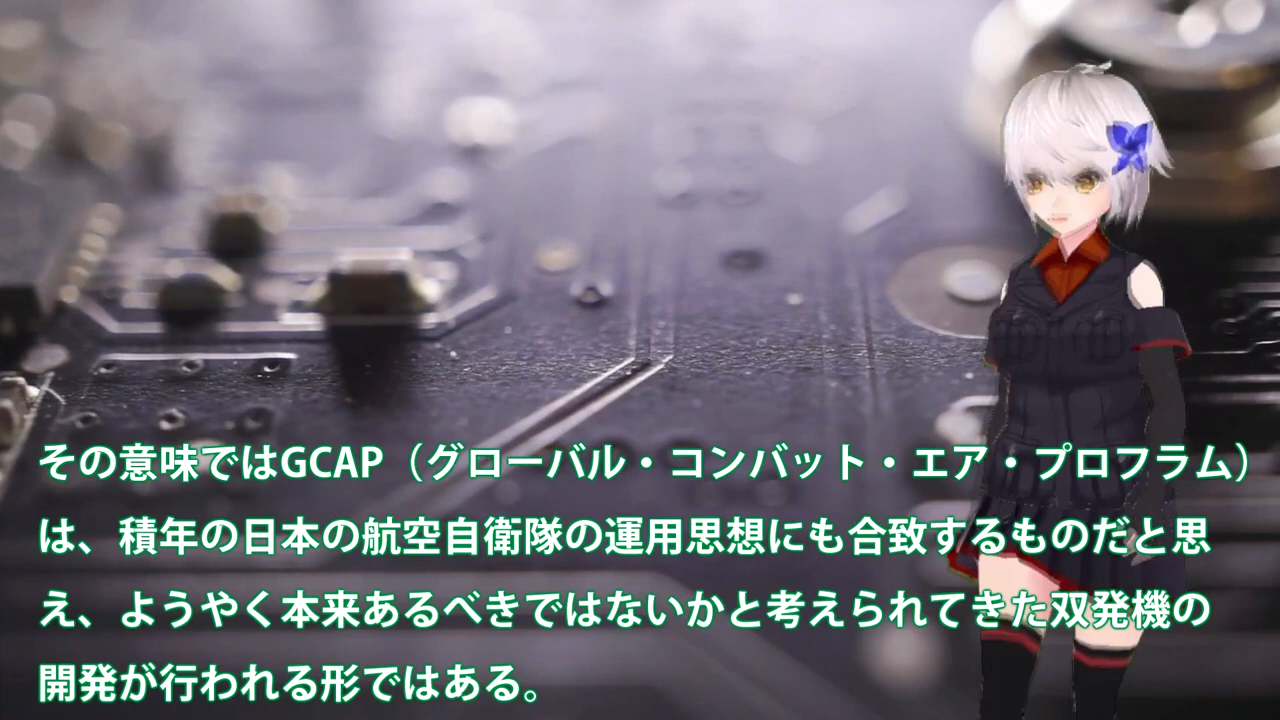 その意味ではGCAP（グローバル・コンバット・エア・プロフラム）
は、積年の日本の航空自衛隊の運用思想にも合致するものだと思
え、ようやく本来あるべきではないかと考えられてきた双発機の
開発が行われる形ではある。